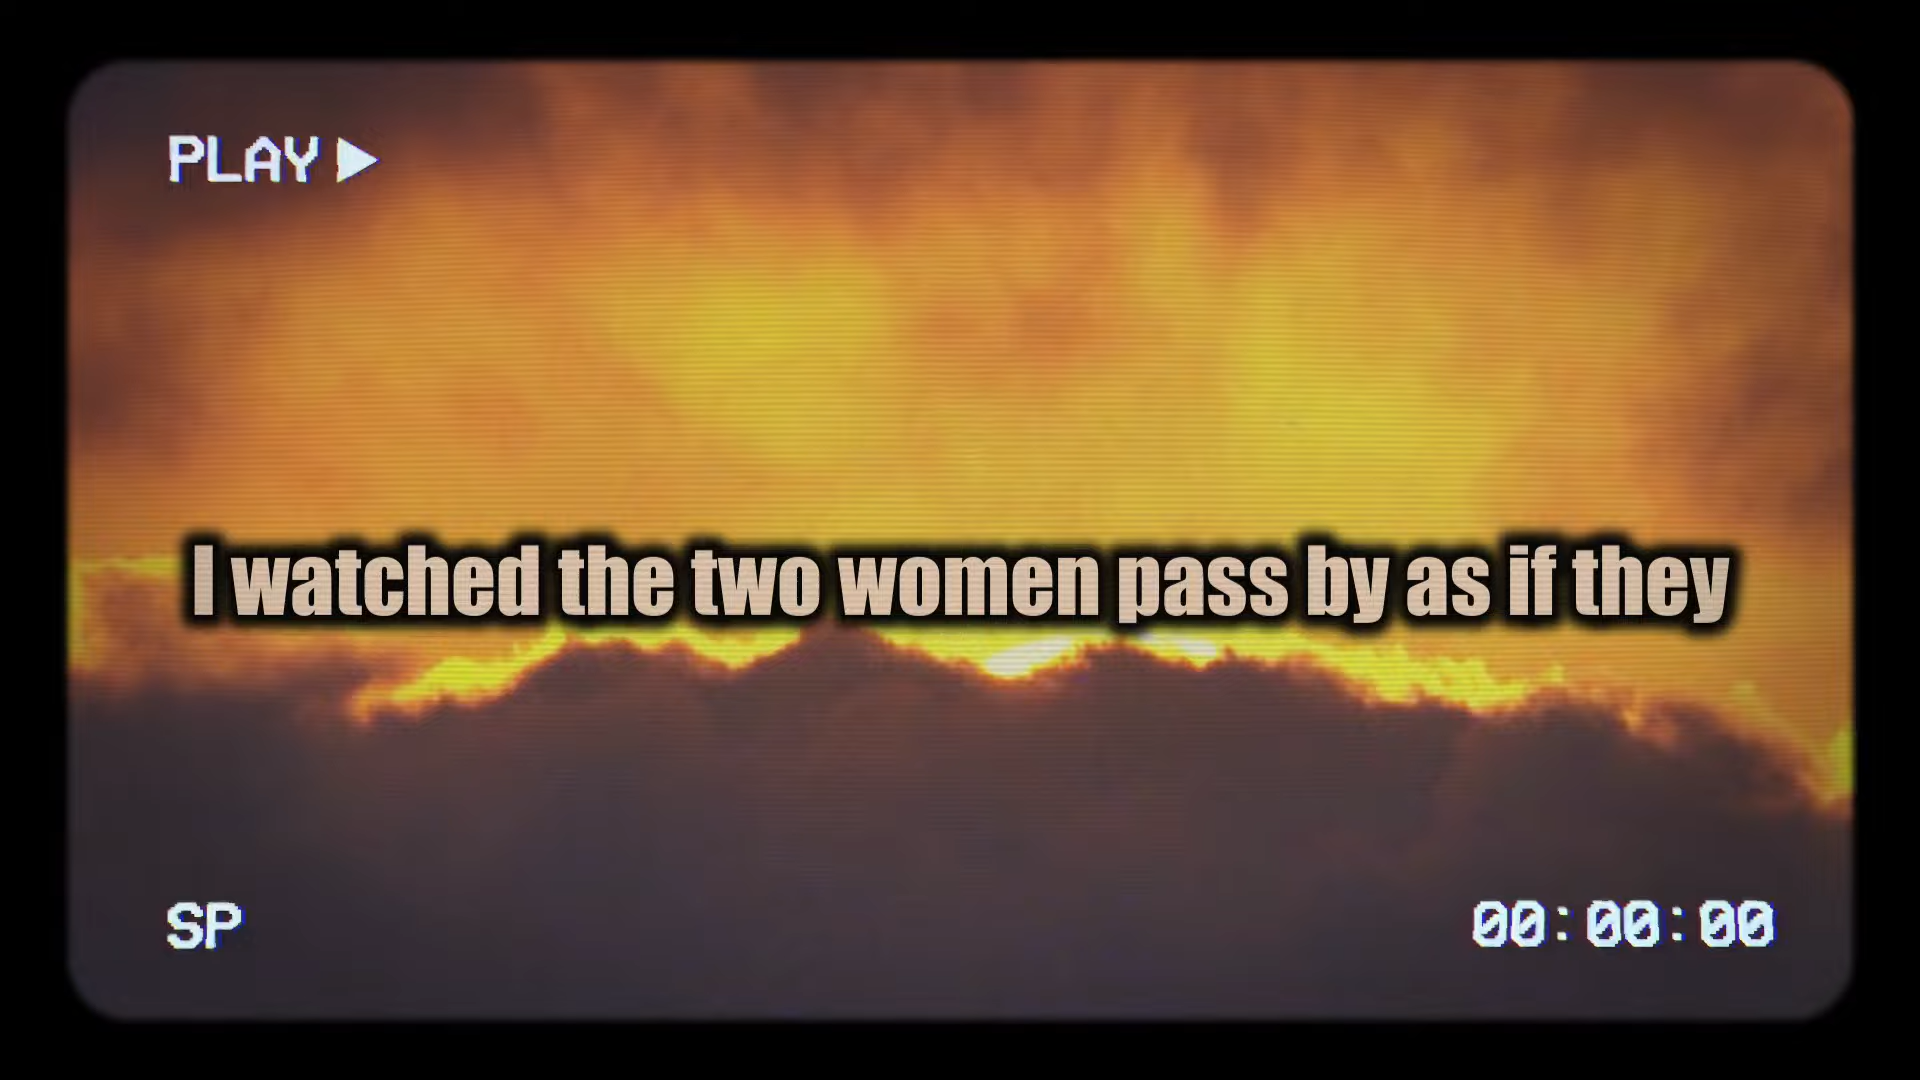 PLAY ▶
I watched the two women pass by as if they
SP
00:00:00